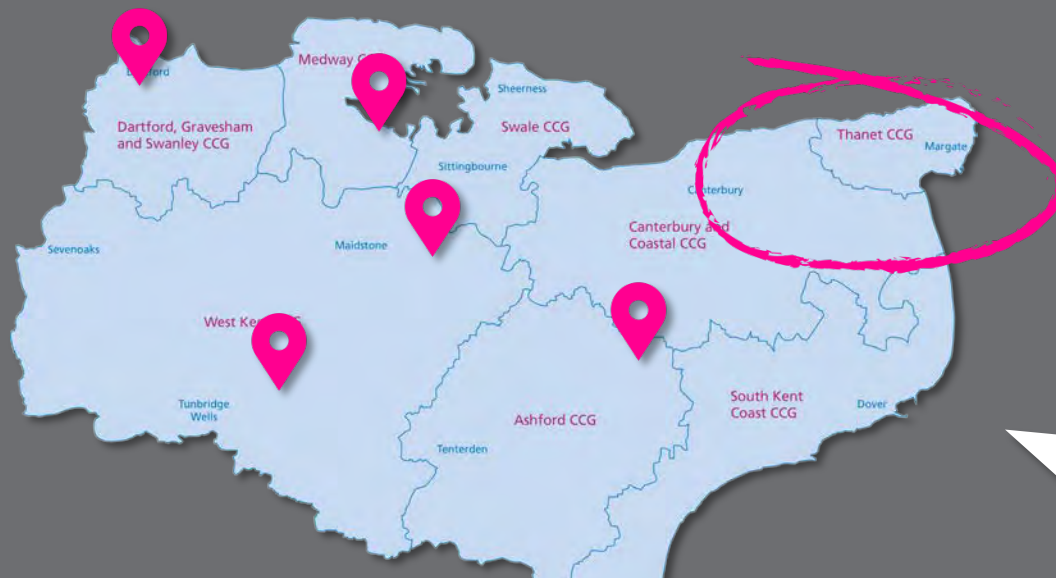 Medway
Dartford, Gravesham
and Swanley CCG
Sheerness
Swale CCG
Thanet CCG
Margate
Sittingbourne
Canterbury
Canterbury and
Coastal CCG
Sevenoaks
Maidstone
West
Tunbridge
Wells
Ashford CCG
South Kent
Coast CCG
Dover
Tenterden